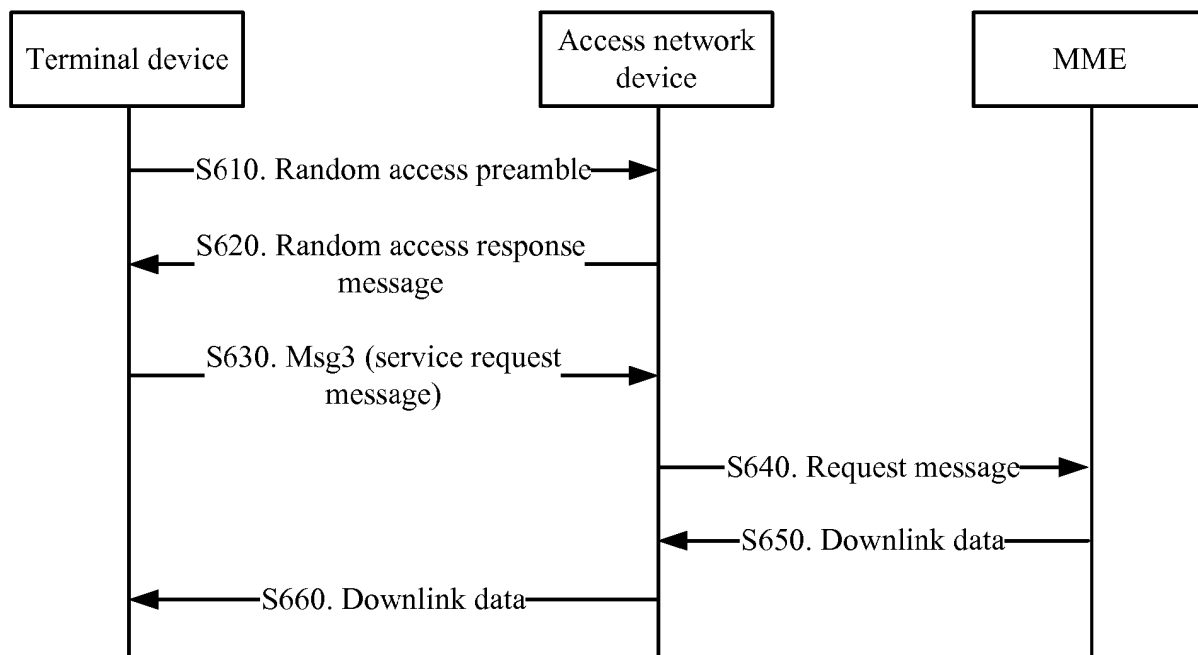 Terminal device
Access network
device
MME
S610. Random access preamble
S620. Random access response
message
S630. Msg3 (service request
message)
S640. Request message
S650. Downlink data
S660. Downlink data